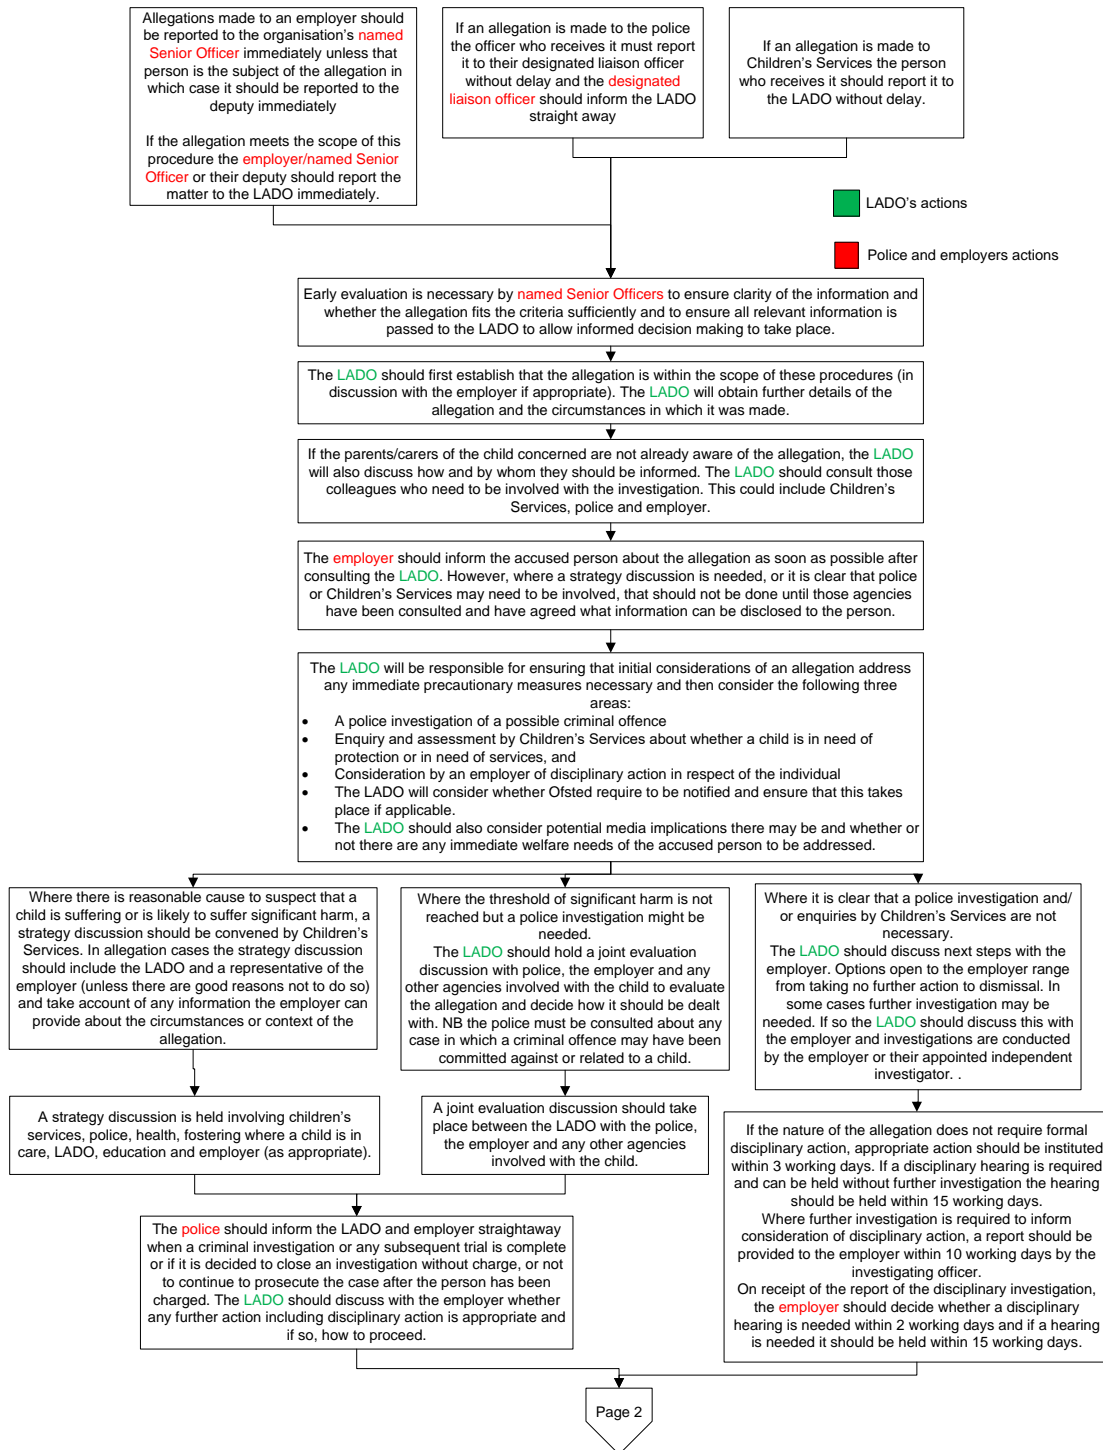 Allegations made to an employer should
be reported to the organisation's named
Senior Officer immediately unless that
person is the subject of the allegation in
which case it should be reported to the
deputy immediately
If the allegation meets the scope of this
procedure the employer/named Senior
Officer or their deputy should report the
matter to the LADO immediately.
If an allegation is made to the police
the officer who receives it must report
it to their designated liaison officer
without delay and the designated
liaison officer should inform the LADO
straight away
If an allegation is made to
Children's Services the person
who receives it should report it to
the LADO without delay.
LADO's actions
Police and employers actions
Early evaluation is necessary by named Senior Officers to ensure clarity of the information and
whether the allegation fits the criteria sufficiently and to ensure all relevant information is
passed to the LADO to allow informed decision making to take place.
The LADO should first establish that the allegation is within the scope of these procedures (in
discussion with the employer if appropriate). The LADO will obtain further details of the
allegation and the circumstances in which it was made.
If the parents/carers of the child concerned are not already aware of the allegation, the LADO
will also discuss how and by whom they should be informed. The LADO should consult those
colleagues who need to be involved with the investigation. This could include Children's
Services, police and employer.
The employer should inform the accused person about the allegation as soon as possible after
consulting the LADO. However, where a strategy discussion is needed, or it is clear that police
or Children's Services may need to be involved, that should not be done until those agencies
have been consulted and have agreed what information can be disclosed to the person.
The LADO will be responsible for ensuring that initial considerations of an allegation address
any immediate precautionary measures necessary and then consider the following three
areas:
• A police investigation of a possible criminal offence
• Enquiry and assessment by Children's Services about whether a child is in need of
protection or in need of services, and
• Consideration by an employer of disciplinary action in respect of the individual
• The LADO will consider whether Ofsted require to be notified and ensure that this takes
place if applicable.
• The LADO should also consider potential media implications there may be and whether or
not there are any immediate welfare needs of the accused person to be addressed.
Where there is reasonable cause to suspect that a
child is suffering or is likely to suffer significant harm, a
strategy discussion should be convened by Children's
Services. In allegation cases the strategy discussion
should include the LADO and a representative of the
employer (unless there are good reasons not to do so)
and take account of any information the employer can
provide about the circumstances or context of the
allegation.
Where the threshold of significant harm is not
reached but a police investigation might be
needed.
The LADO should hold a joint evaluation
discussion with police, the employer and any
other agencies involved with the child to evaluate
the allegation and decide how it should be dealt
with. NB the police must be consulted about any
case in which a criminal offence may have been
committed against or related to a child.
Where it is clear that a police investigation and/
or enquiries by Children's Services are not
necessary.
The LADO should discuss next steps with the
employer. Options open to the employer range
from taking no further action to dismissal. In
some cases further investigation may be
needed. If so the LADO should discuss this with
the employer and investigations are conducted
by the employer or their appointed independent
investigator. .
A strategy discussion is held involving children's
services, police, health, fostering where a child is in
care, LADO, education and employer (as appropriate).
A joint evaluation discussion should take
place between the LADO with the police,
the employer and any other agencies
involved with the child.
If the nature of the allegation does not require formal
disciplinary action, appropriate action should be instituted
within 3 working days. If a disciplinary hearing is required
and can be held without further investigation the hearing
should be held within 15 working days.
Where further investigation is required to inform
consideration of disciplinary action, a report should be
provided to the employer within 10 working days by the
investigating officer.
On receipt of the report of the disciplinary investigation,
the employer should decide whether a disciplinary
hearing is needed within 2 working days and if a hearing
is needed it should be held within 15 working days.
The police should inform the LADO and employer straightaway
when a criminal investigation or any subsequent trial is complete
or if it is decided to close an investigation without charge, or not
to continue to prosecute the case after the person has been
charged. The LADO should discuss with the employer whether
any further action including disciplinary action is appropriate and
if so, how to proceed.
Page 2